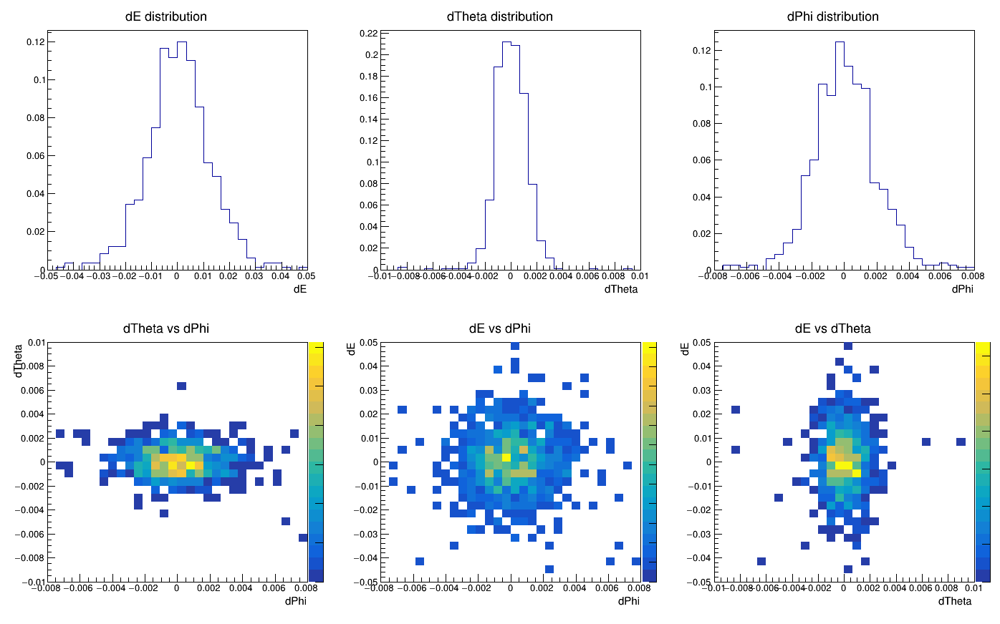 dE distribution
0.12
0.1
0.08
0.06
0.04
0.02
0
−0.05 −0.04 −0.03 −0.02 −0.01 0 0.01 0.02 0.03 0.04 0.05
dE
dTheta distribution
0.22
0.2
0.18
0.16
0.14
0.12
0.1
0.08
0.06
0.04
0.02
0
−0.01 −0.008 −0.006 −0.004 −0.002 0 0.002 0.004 0.006 0.008 0.01
dTheta
dPhi distribution
0.12
0.1
0.08
0.06
0.04
0.02
0
−0.008 −0.006 −0.004 −0.002 0 0.002 0.004 0.006 0.008
dPhi
dTheta vs dPhi
dTheta
0.01
0.008
0.006
0.004
0.002
0
−0.002
−0.004
−0.006
−0.008
−0.01
−0.008 −0.006 −0.004 −0.002 0 0.002 0.004 0.006 0.008
dPhi
dE vs dPhi
dE
0.05
0.04
0.03
0.02
0.01
0
−0.01
−0.02
−0.03
−0.04
−0.05
−0.008 −0.006 −0.004 −0.002 0 0.002 0.004 0.006 0.008
dPhi
dE vs dTheta
dE
0.05
0.04
0.03
0.02
0.01
0
−0.01
−0.02
−0.03
−0.04
−0.05
−0.01 −0.008 −0.006 −0.004 −0.002 0 0.002 0.004 0.006 0.008 0.01
dTheta